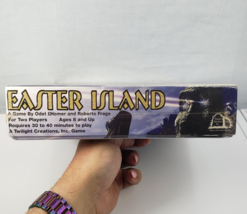 EASTER ISLAND
A Game By Odet L'Homer and Roberto Fraga
For Two Players Ages 8 and Up
Requires 30 to 40 minutes to play
A Twilight Creations, Inc. Game